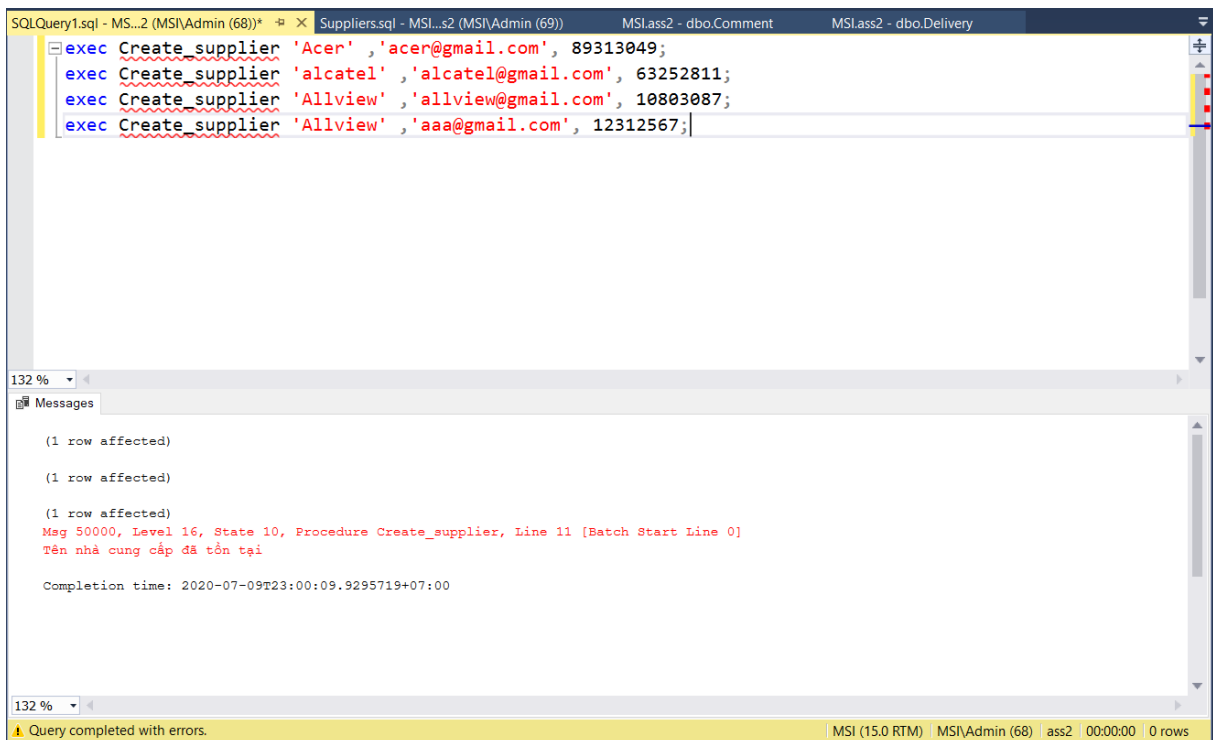 SQLQuery1.sql - MS...2 (MSI\Admin (68))* Suppliers.sql - MSI...s2 (MSI\Admin (69)) MSI.ass2 - dbo.Comment MSI.ass2 - dbo.Delivery
exec Create_supplier 'Acer' ,'acer@gmail.com', 89313049;
exec Create_supplier 'alcatel' ,'alcatel@gmail.com', 63252811;
exec Create_supplier 'Allview' ,'allview@gmail.com', 10803087;
exec Create_supplier 'Allview' ,'aaa@gmail.com', 12312567;
132 %
Messages
(1 row affected)
(1 row affected)
(1 row affected)
Msg 50000, Level 16, State 10, Procedure Create_supplier, Line 11 [Batch Start Line 0]
Tên nhà cung cấp đã tồn tại
Completion time: 2020-07-09T23:00:09.9295719+07:00
132 %
Query completed with errors. MSI (15.0 RTM) MSI\Admin (68) ass2 00:00:00 0 rows